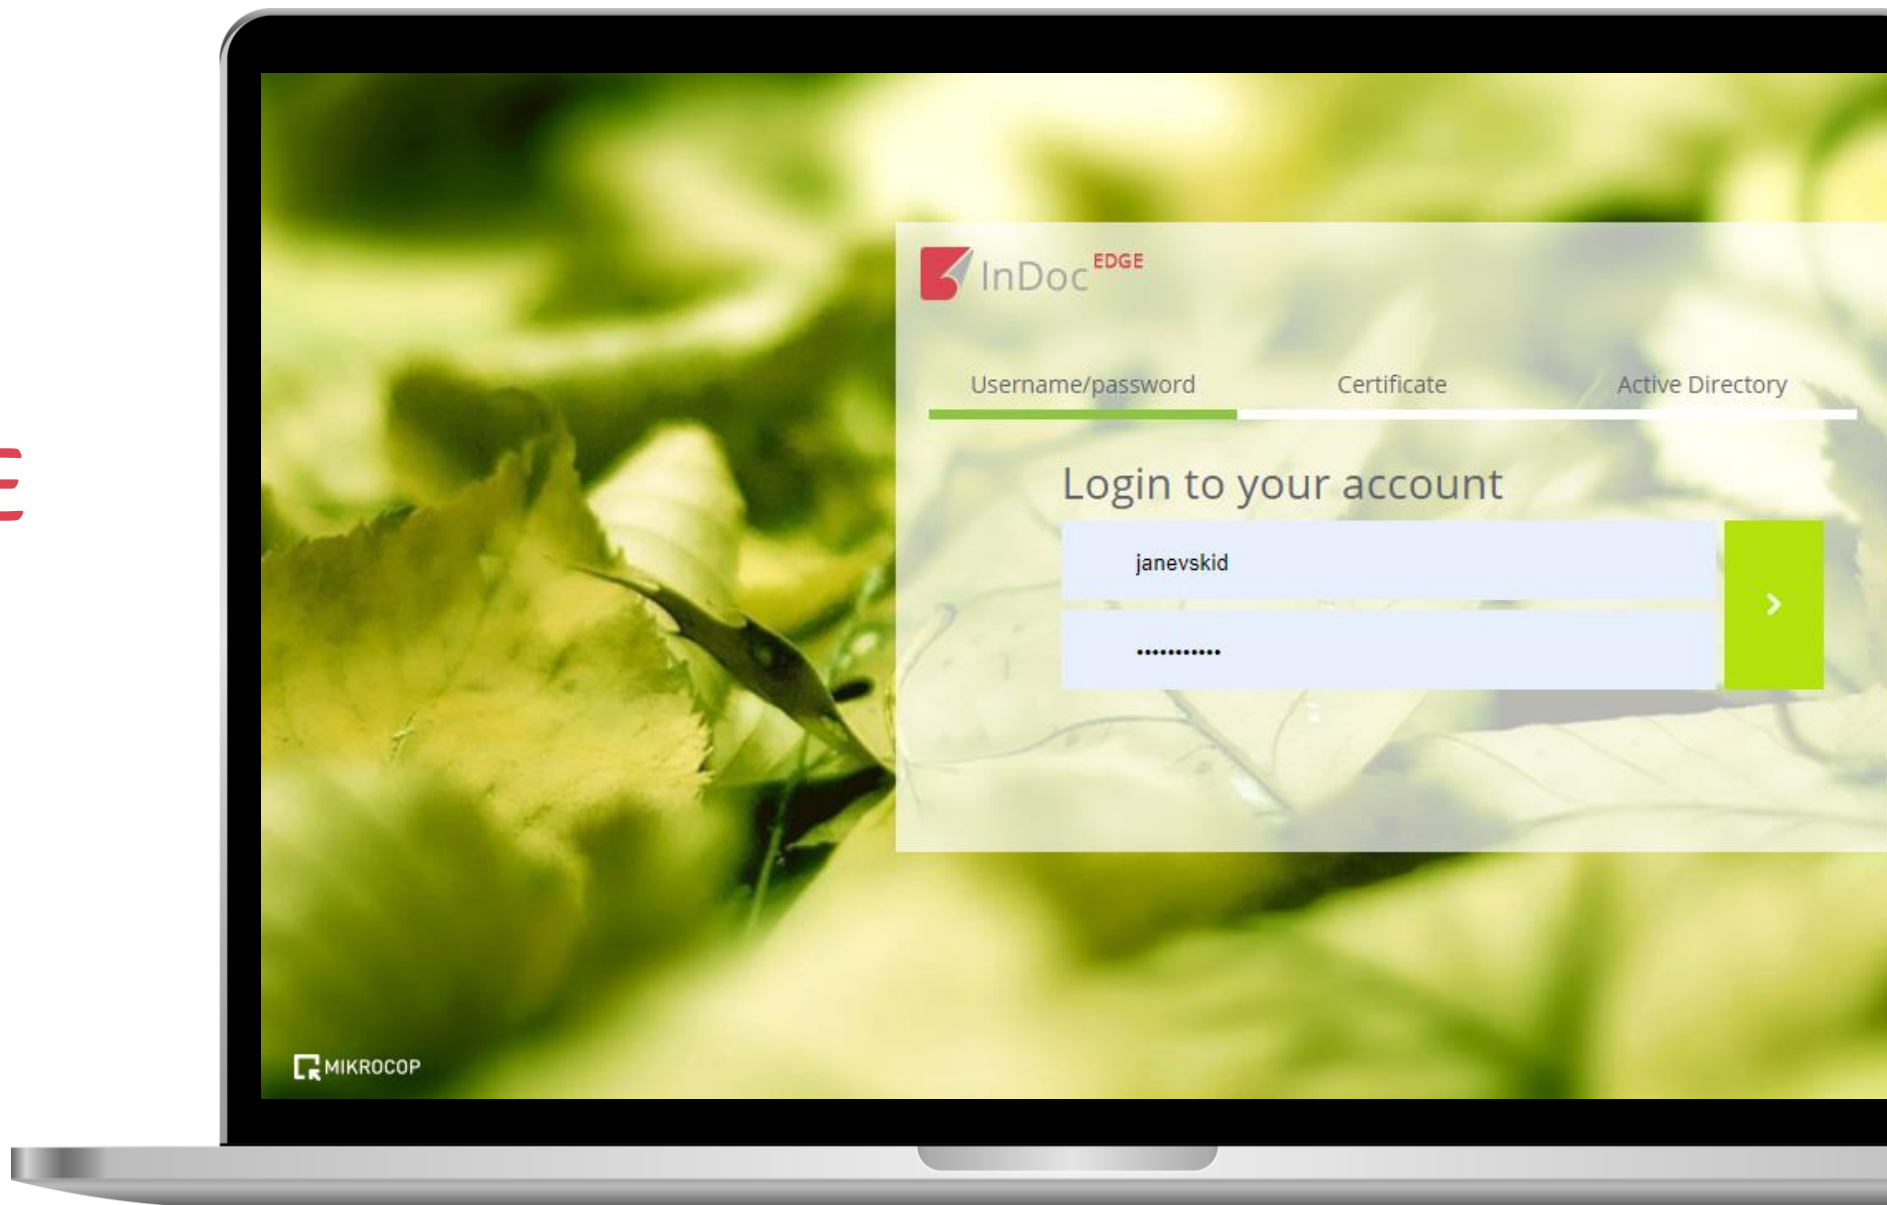 InDoc EDGE
Username/password Certificate Active Directory
Login to your account
janevskid
•••••••••••
MIKROCOP